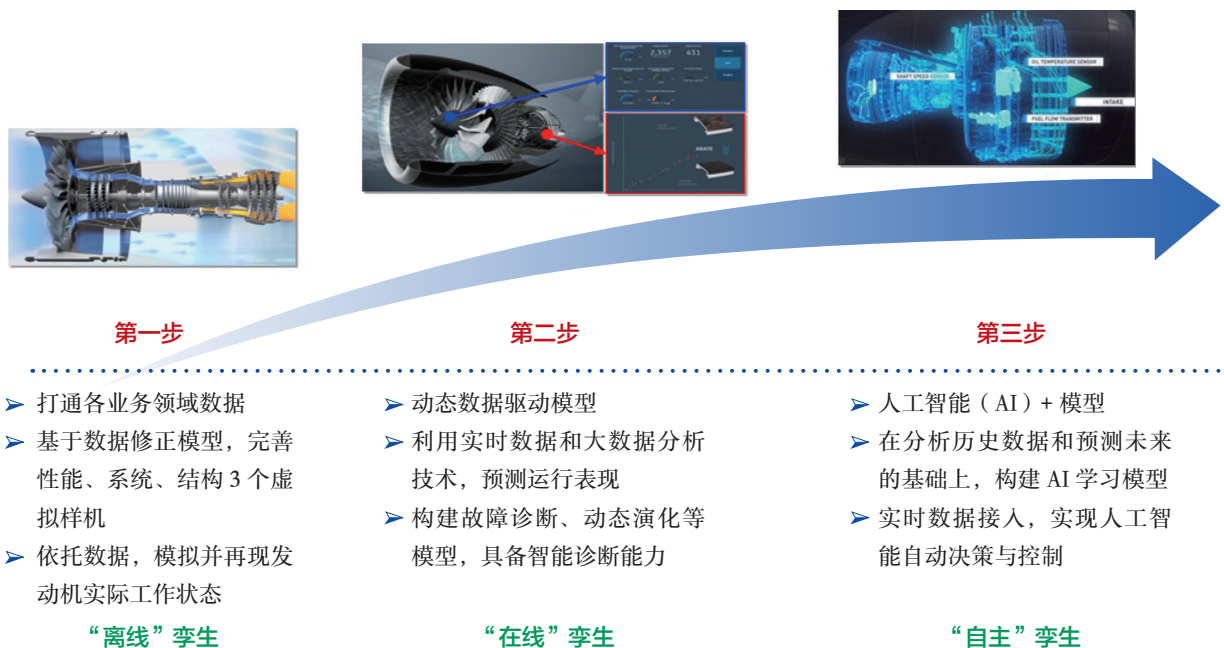 2,357
431
ABATE
SHAFT SPEED SENSOR
OIL TEMPERATURE SENSOR
INTAKE
FUEL FLOW TRANSMITTER
第一步
➢ 打通各业务领域数据
➢ 基于数据修正模型，完善
性能、系统、结构 3 个虚
拟样机
➢ 依托数据，模拟并再现发
动机实际工作状态
“离线”孪生
第二步
➢ 动态数据驱动模型
➢ 利用实时数据和大数据分析
技术，预测运行表现
➢ 构建故障诊断、动态演化等
模型，具备智能诊断能力
“在线”孪生
第三步
➢ 人工智能（AI）+ 模型
➢ 在分析历史数据和预测未来
的基础上，构建 AI 学习模型
➢ 实时数据接入，实现人工智
能自动决策与控制
“自主”孪生